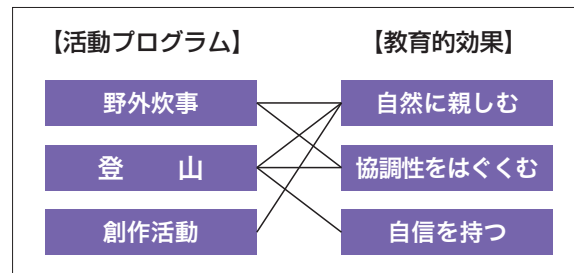 【活動プログラム】 【教育的効果】
野外炊事 自然に親しむ
登　山 協調性をはぐくむ
創作活動 自信を持つ